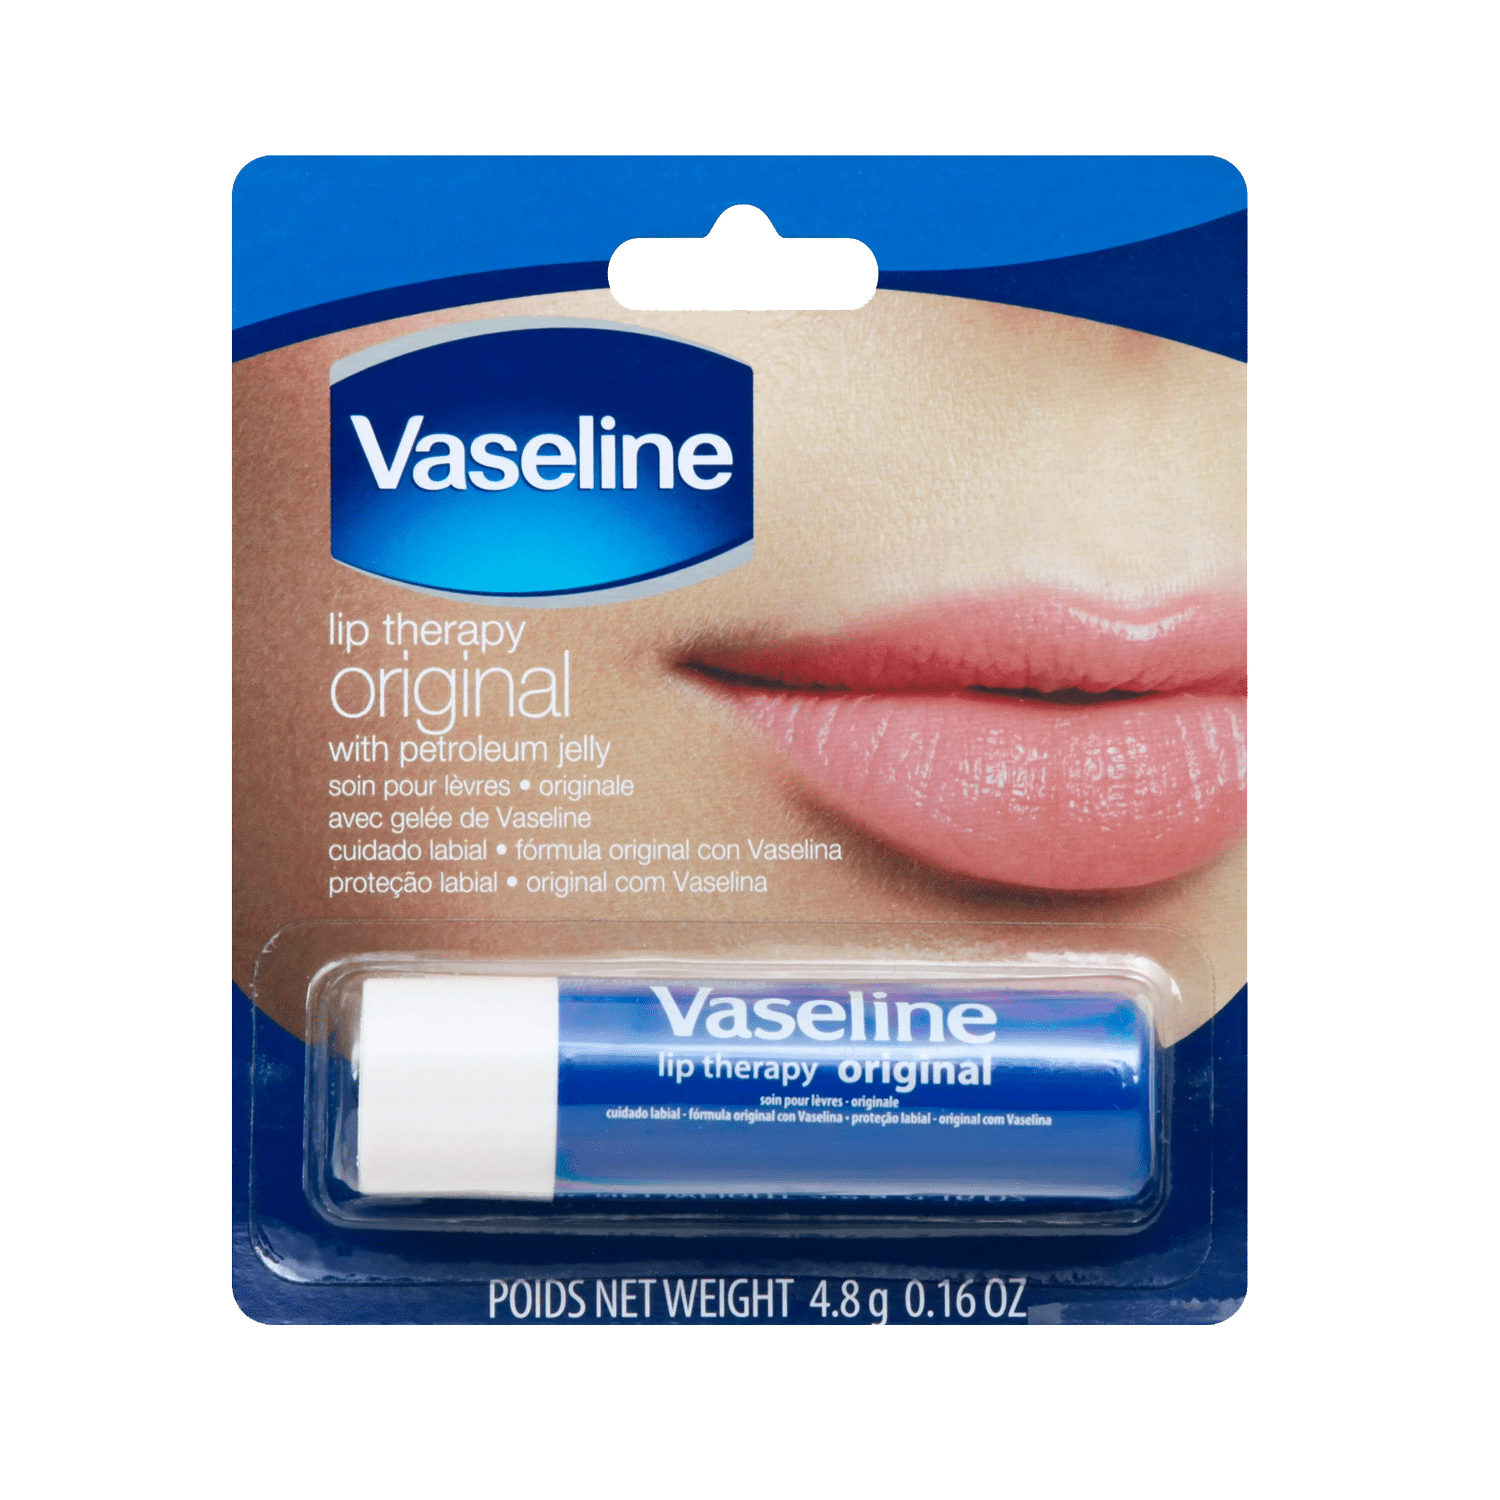 Vaseline
lip therapy
original
with petroleum jelly
soin pour lèvres • originale
avec gelée de Vaseline
cuidado labial • fórmula original con Vaselina
proteção labial • original com Vaselina
Vaseline
lip therapy original
soin pour lèvres - originale
cuidado labial - fórmula original con Vaselina • proteção labial - original com Vaselina
POIDS NET WEIGHT 4.8 g 0.16 OZ